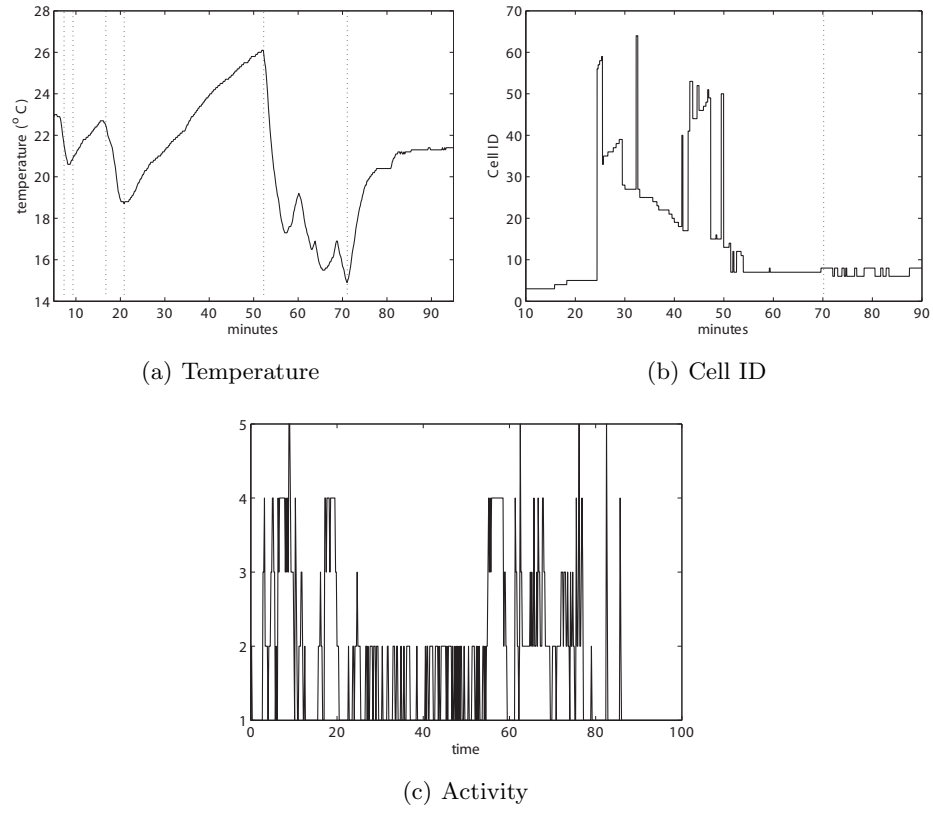 28
26
24
22
20
18
16
14
10 20 30 40 50 60 70 80 90
temperature (° C)
minutes
(a) Temperature
70
60
50
40
30
20
10
0
10 20 30 40 50 60 70 80 90
Cell ID
minutes
(b) Cell ID
5
4
3
2
1
0 20 40 60 80 100
time
(c) Activity